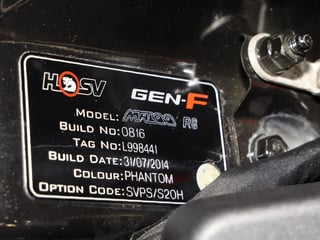 HSV GEN-F
MODEL: MALOO R8
BUILD NO: 0816
TAG NO: L998441
BUILD DATE: 31/07/2014
COLOUR: PHANTOM
OPTION CODE: SVPS/S20H